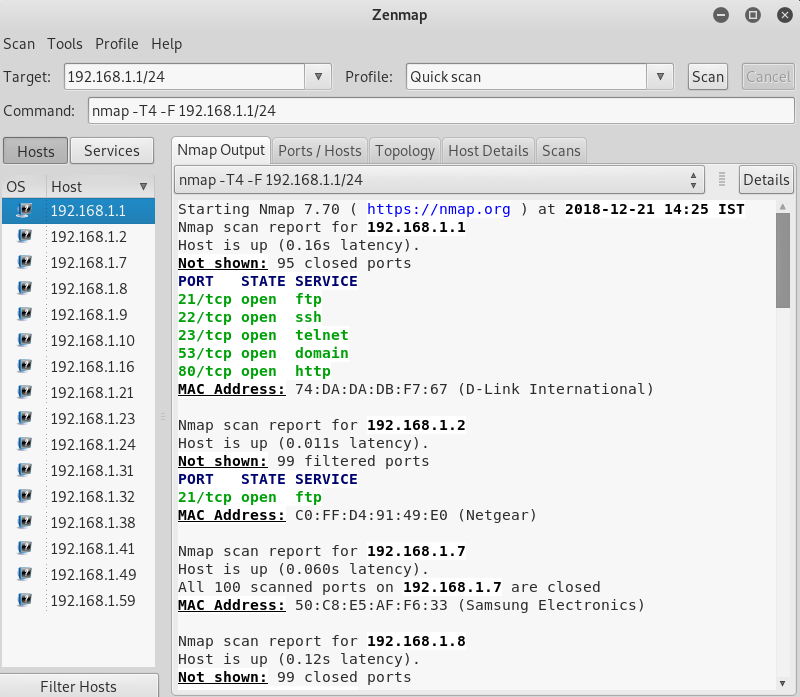 Zenmap
Scan Tools Profile Help
Target: 192.168.1.1/24 Profile: Quick scan Scan Cancel
Command: nmap -T4 -F 192.168.1.1/24
Hosts Services
OS Host
192.168.1.1
192.168.1.2
192.168.1.7
192.168.1.8
192.168.1.9
192.168.1.10
192.168.1.16
192.168.1.21
192.168.1.23
192.168.1.24
192.168.1.31
192.168.1.32
192.168.1.38
192.168.1.41
192.168.1.49
192.168.1.59
Filter Hosts
Nmap Output Ports / Hosts Topology Host Details Scans
nmap -T4 -F 192.168.1.1/24 Details
Starting Nmap 7.70 ( https://nmap.org ) at 2018-12-21 14:25 IST
Nmap scan report for 192.168.1.1
Host is up (0.16s latency).
Not shown: 95 closed ports
PORT STATE SERVICE
21/tcp open ftp
22/tcp open ssh
23/tcp open telnet
53/tcp open domain
80/tcp open http
MAC Address: 74:DA:DA:DB:F7:67 (D-Link International)
Nmap scan report for 192.168.1.2
Host is up (0.011s latency).
Not shown: 99 filtered ports
PORT STATE SERVICE
21/tcp open ftp
MAC Address: C0:FF:D4:91:49:E0 (Netgear)
Nmap scan report for 192.168.1.7
Host is up (0.060s latency).
All 100 scanned ports on 192.168.1.7 are closed
MAC Address: 50:C8:E5:AF:F6:33 (Samsung Electronics)
Nmap scan report for 192.168.1.8
Host is up (0.12s latency).
Not shown: 99 closed ports